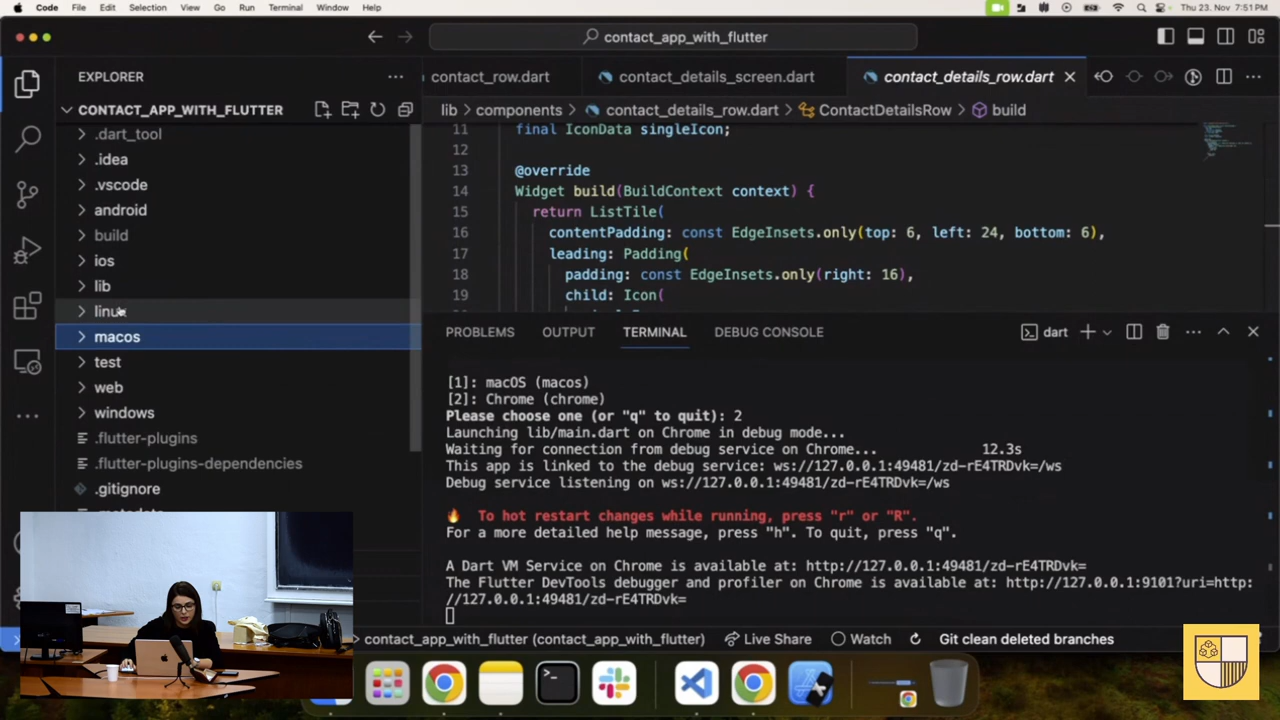 Code File Edit Selection View Go Run Terminal Window Help Thu 23. Nov 7:51 PM
contact_app_with_flutter
EXPLORER
contact_row.dart contact_details_screen.dart contact_details_row.dart
CONTACT_APP_WITH_FLUTTER
lib > components > contact_details_row.dart > ContactDetailsRow > build
.dart_tool
.idea
.vscode
android
build
ios
lib
linux
macos
test
web
windows
.flutter-plugins
.flutter-plugins-dependencies
.gitignore
.metadata
11 final IconData singleIcon;
12
13 @override
14 Widget build(BuildContext context) {
15 return ListTile(
16 contentPadding: const EdgeInsets.only(top: 6, left: 24, bottom: 6),
17 leading: Padding(
18 padding: const EdgeInsets.only(right: 16),
19 child: Icon(
PROBLEMS OUTPUT TERMINAL DEBUG CONSOLE dart
[1]: macOS (macos)
[2]: Chrome (chrome)
Please choose one (or "q" to quit): 2
Launching lib/main.dart on Chrome in debug mode...
Waiting for connection from debug service on Chrome... 12.3s
This app is linked to the debug service: ws://127.0.0.1:49481/zd-rE4TRDvk=/ws
Debug service listening on ws://127.0.0.1:49481/zd-rE4TRDvk=/ws
🔥 To hot restart changes while running, press "r" or "R".
For a more detailed help message, press "h". To quit, press "q".
A Dart VM Service on Chrome is available at: http://127.0.0.1:49481/zd-rE4TRDvk=
The Flutter DevTools debugger and profiler on Chrome is available at: http://127.0.0.1:9101?uri=http:
//127.0.0.1:49481/zd-rE4TRDvk=
contact_app_with_flutter (contact_app_with_flutter) Live Share Watch Git clean deleted branches